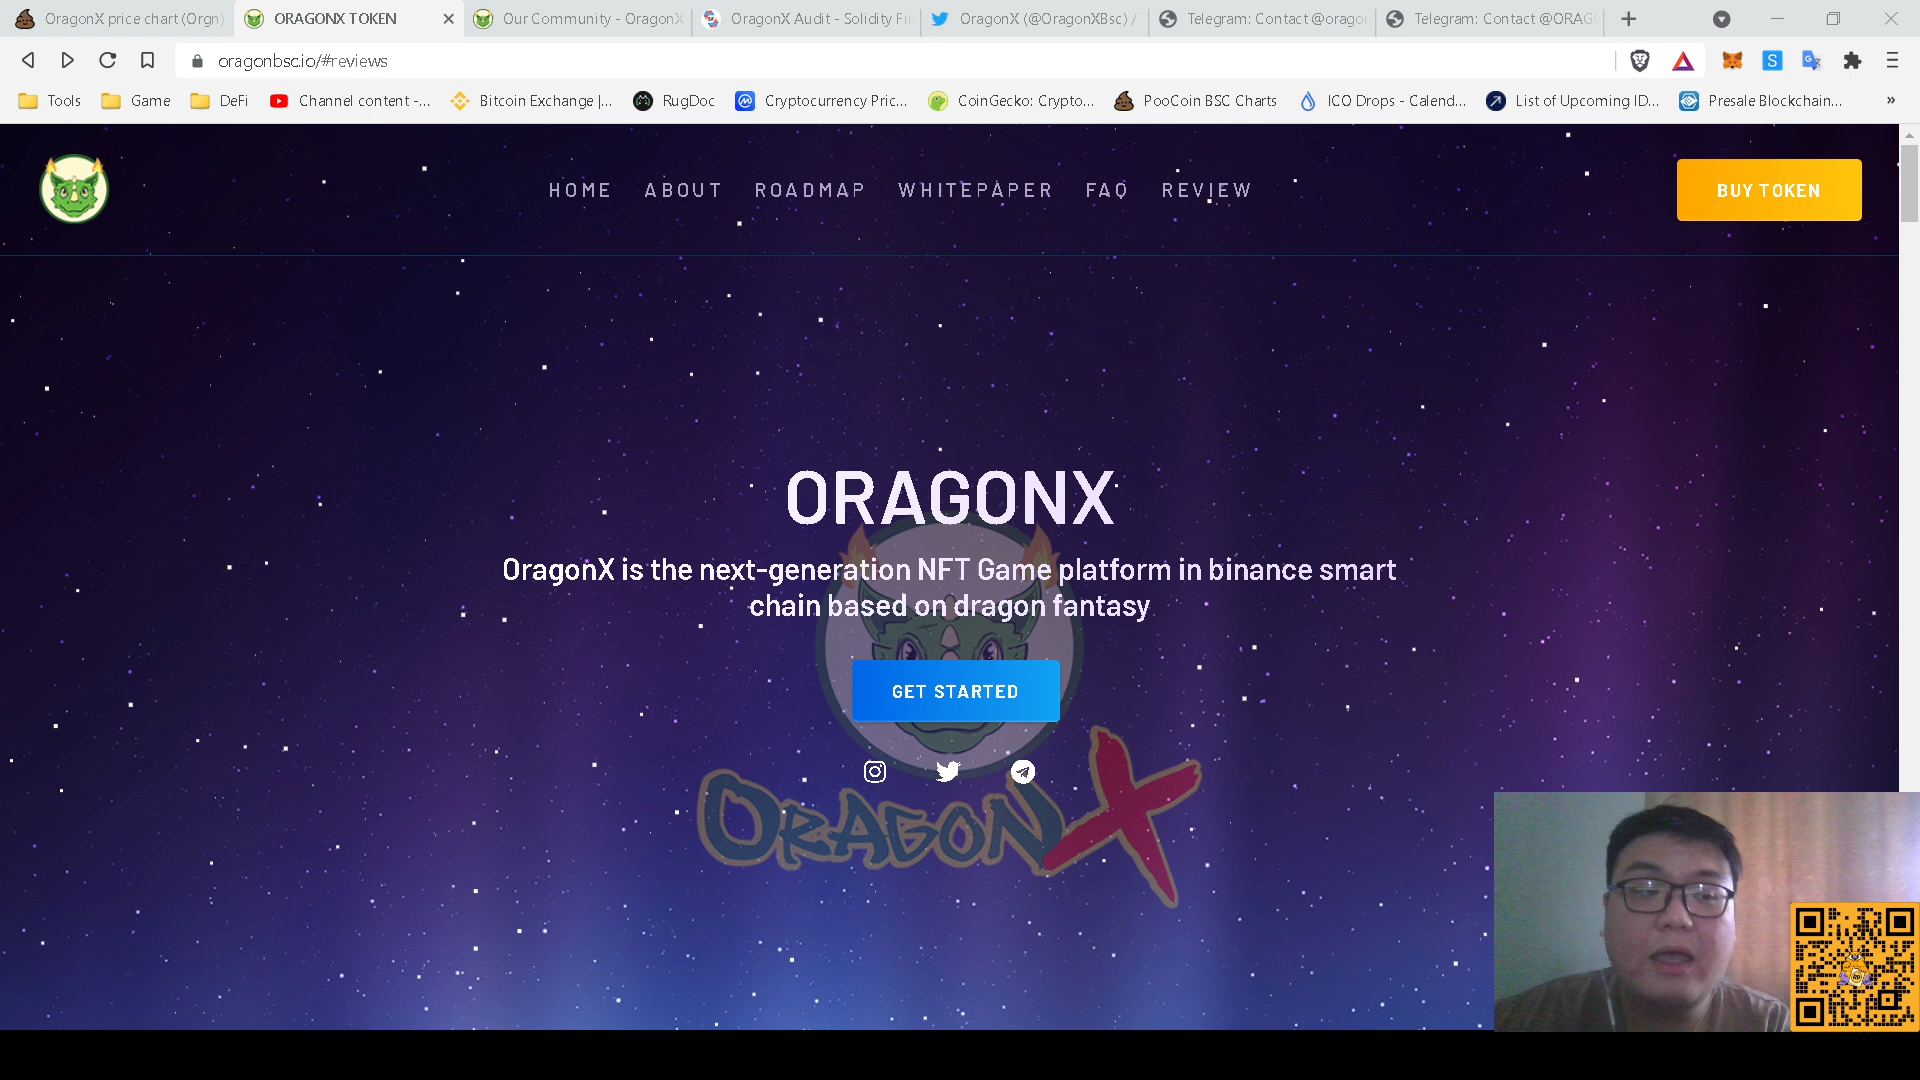 OragonX price chart (Orgn)
ORAGONX TOKEN
Our Community - OragonX
OragonX Audit - Solidity Fin
OragonX (@OragonXBsc) /
Telegram: Contact @oragon
Telegram: Contact @ORAG
oragonbsc.io/#reviews
Tools
Game
DeFi
Channel content -...
Bitcoin Exchange |...
RugDoc
Cryptocurrency Pric...
CoinGecko: Crypto...
PooCoin BSC Charts
ICO Drops - Calend...
List of Upcoming ID...
Presale Blockchain...
»
HOME
ABOUT
ROADMAP
WHITEPAPER
FAQ
REVIEW
BUY TOKEN
ORAGONX
OragonX is the next-generation NFT Game platform in binance smart
chain based on dragon fantasy
GET STARTED
ORAGONX